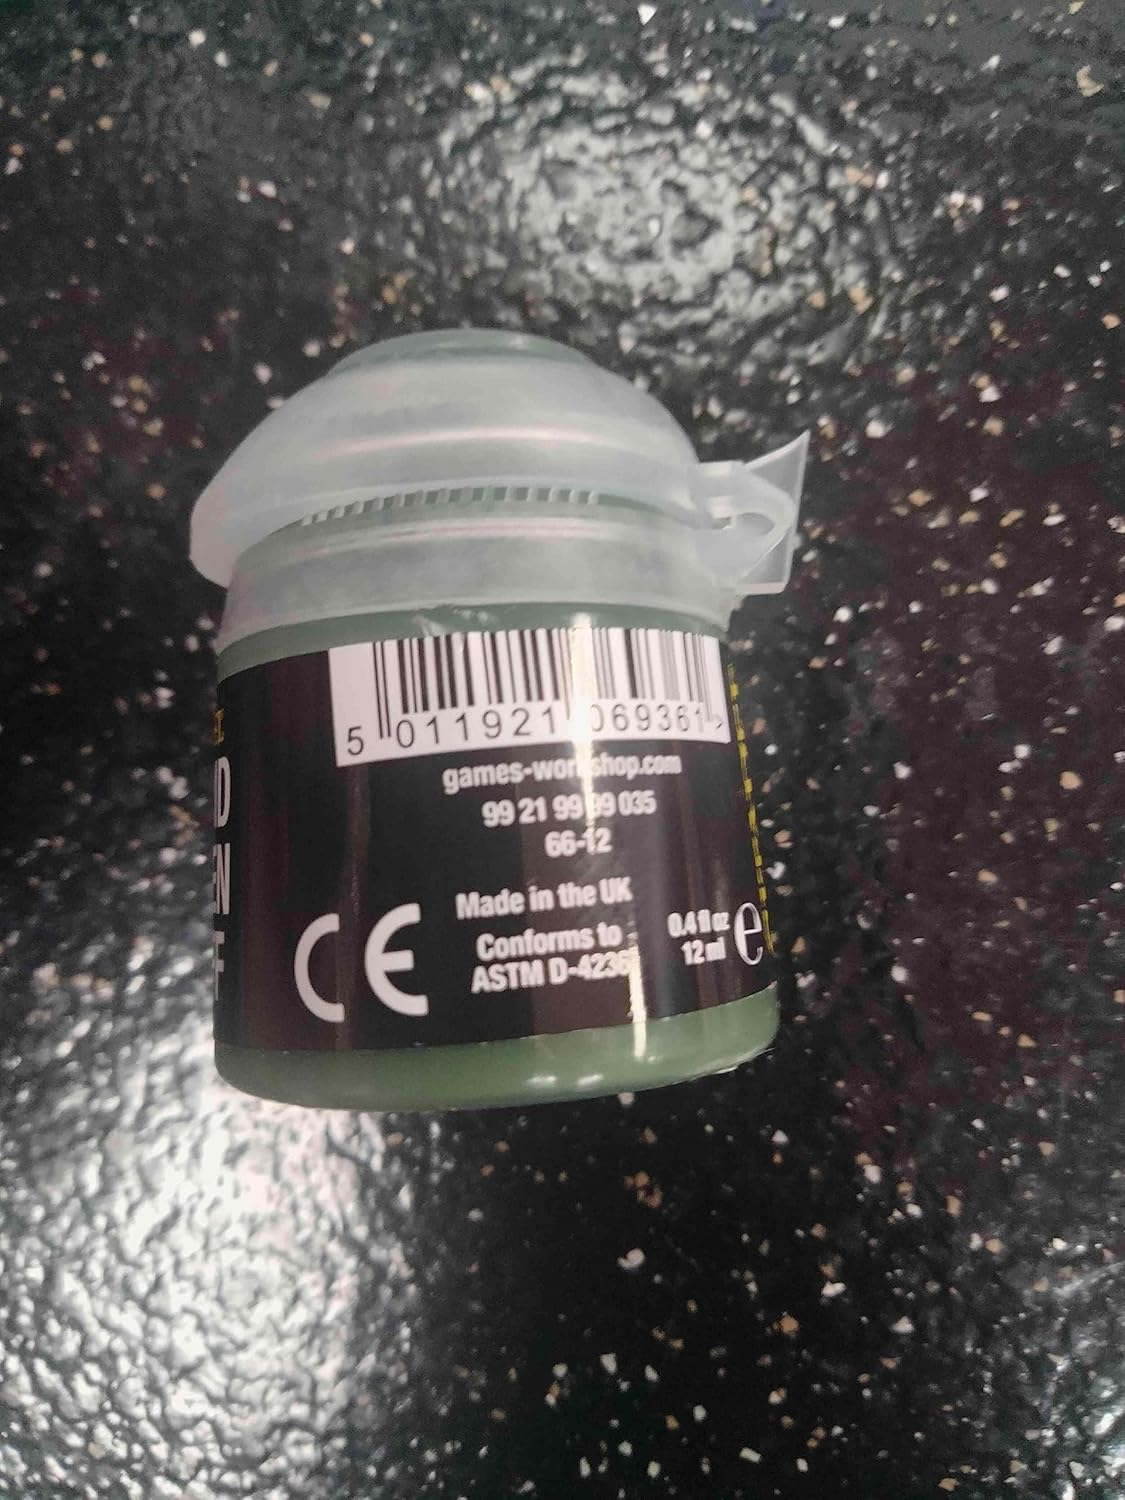 5 011921 069361 >
games-workshop.com
99 21 99 99 035
66-12
Made in the UK
Conforms to
ASTM D-4236
0.4 fl oz
12 ml e
CE